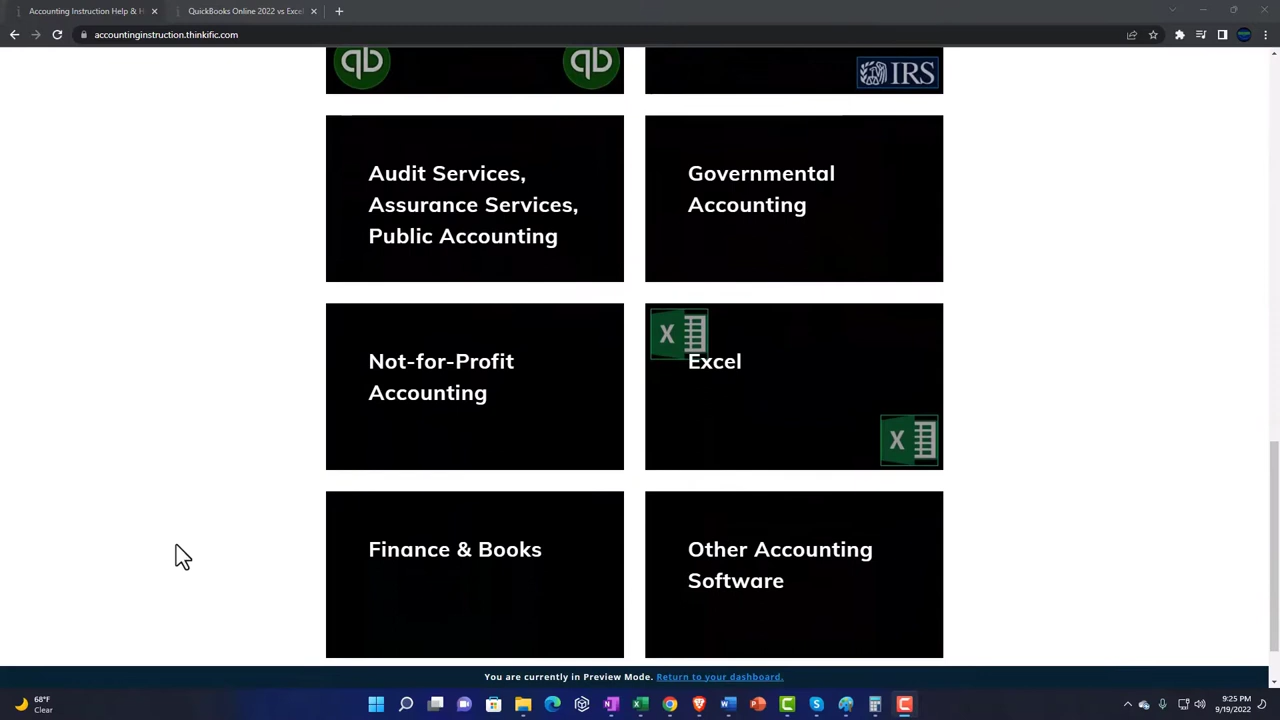 Accounting Instruction Help & H
QuickBooks Online 2022 vs Excel
accountinginstruction.thinkific.com
qb
qb
IRS
Audit Services,
Assurance Services,
Public Accounting
Governmental
Accounting
Not-for-Profit
Accounting
X
Excel
X
Finance & Books
Other Accounting
Software
You are currently in Preview Mode. Return to your dashboard.
68°F
Clear
9:25 PM
9/19/2022